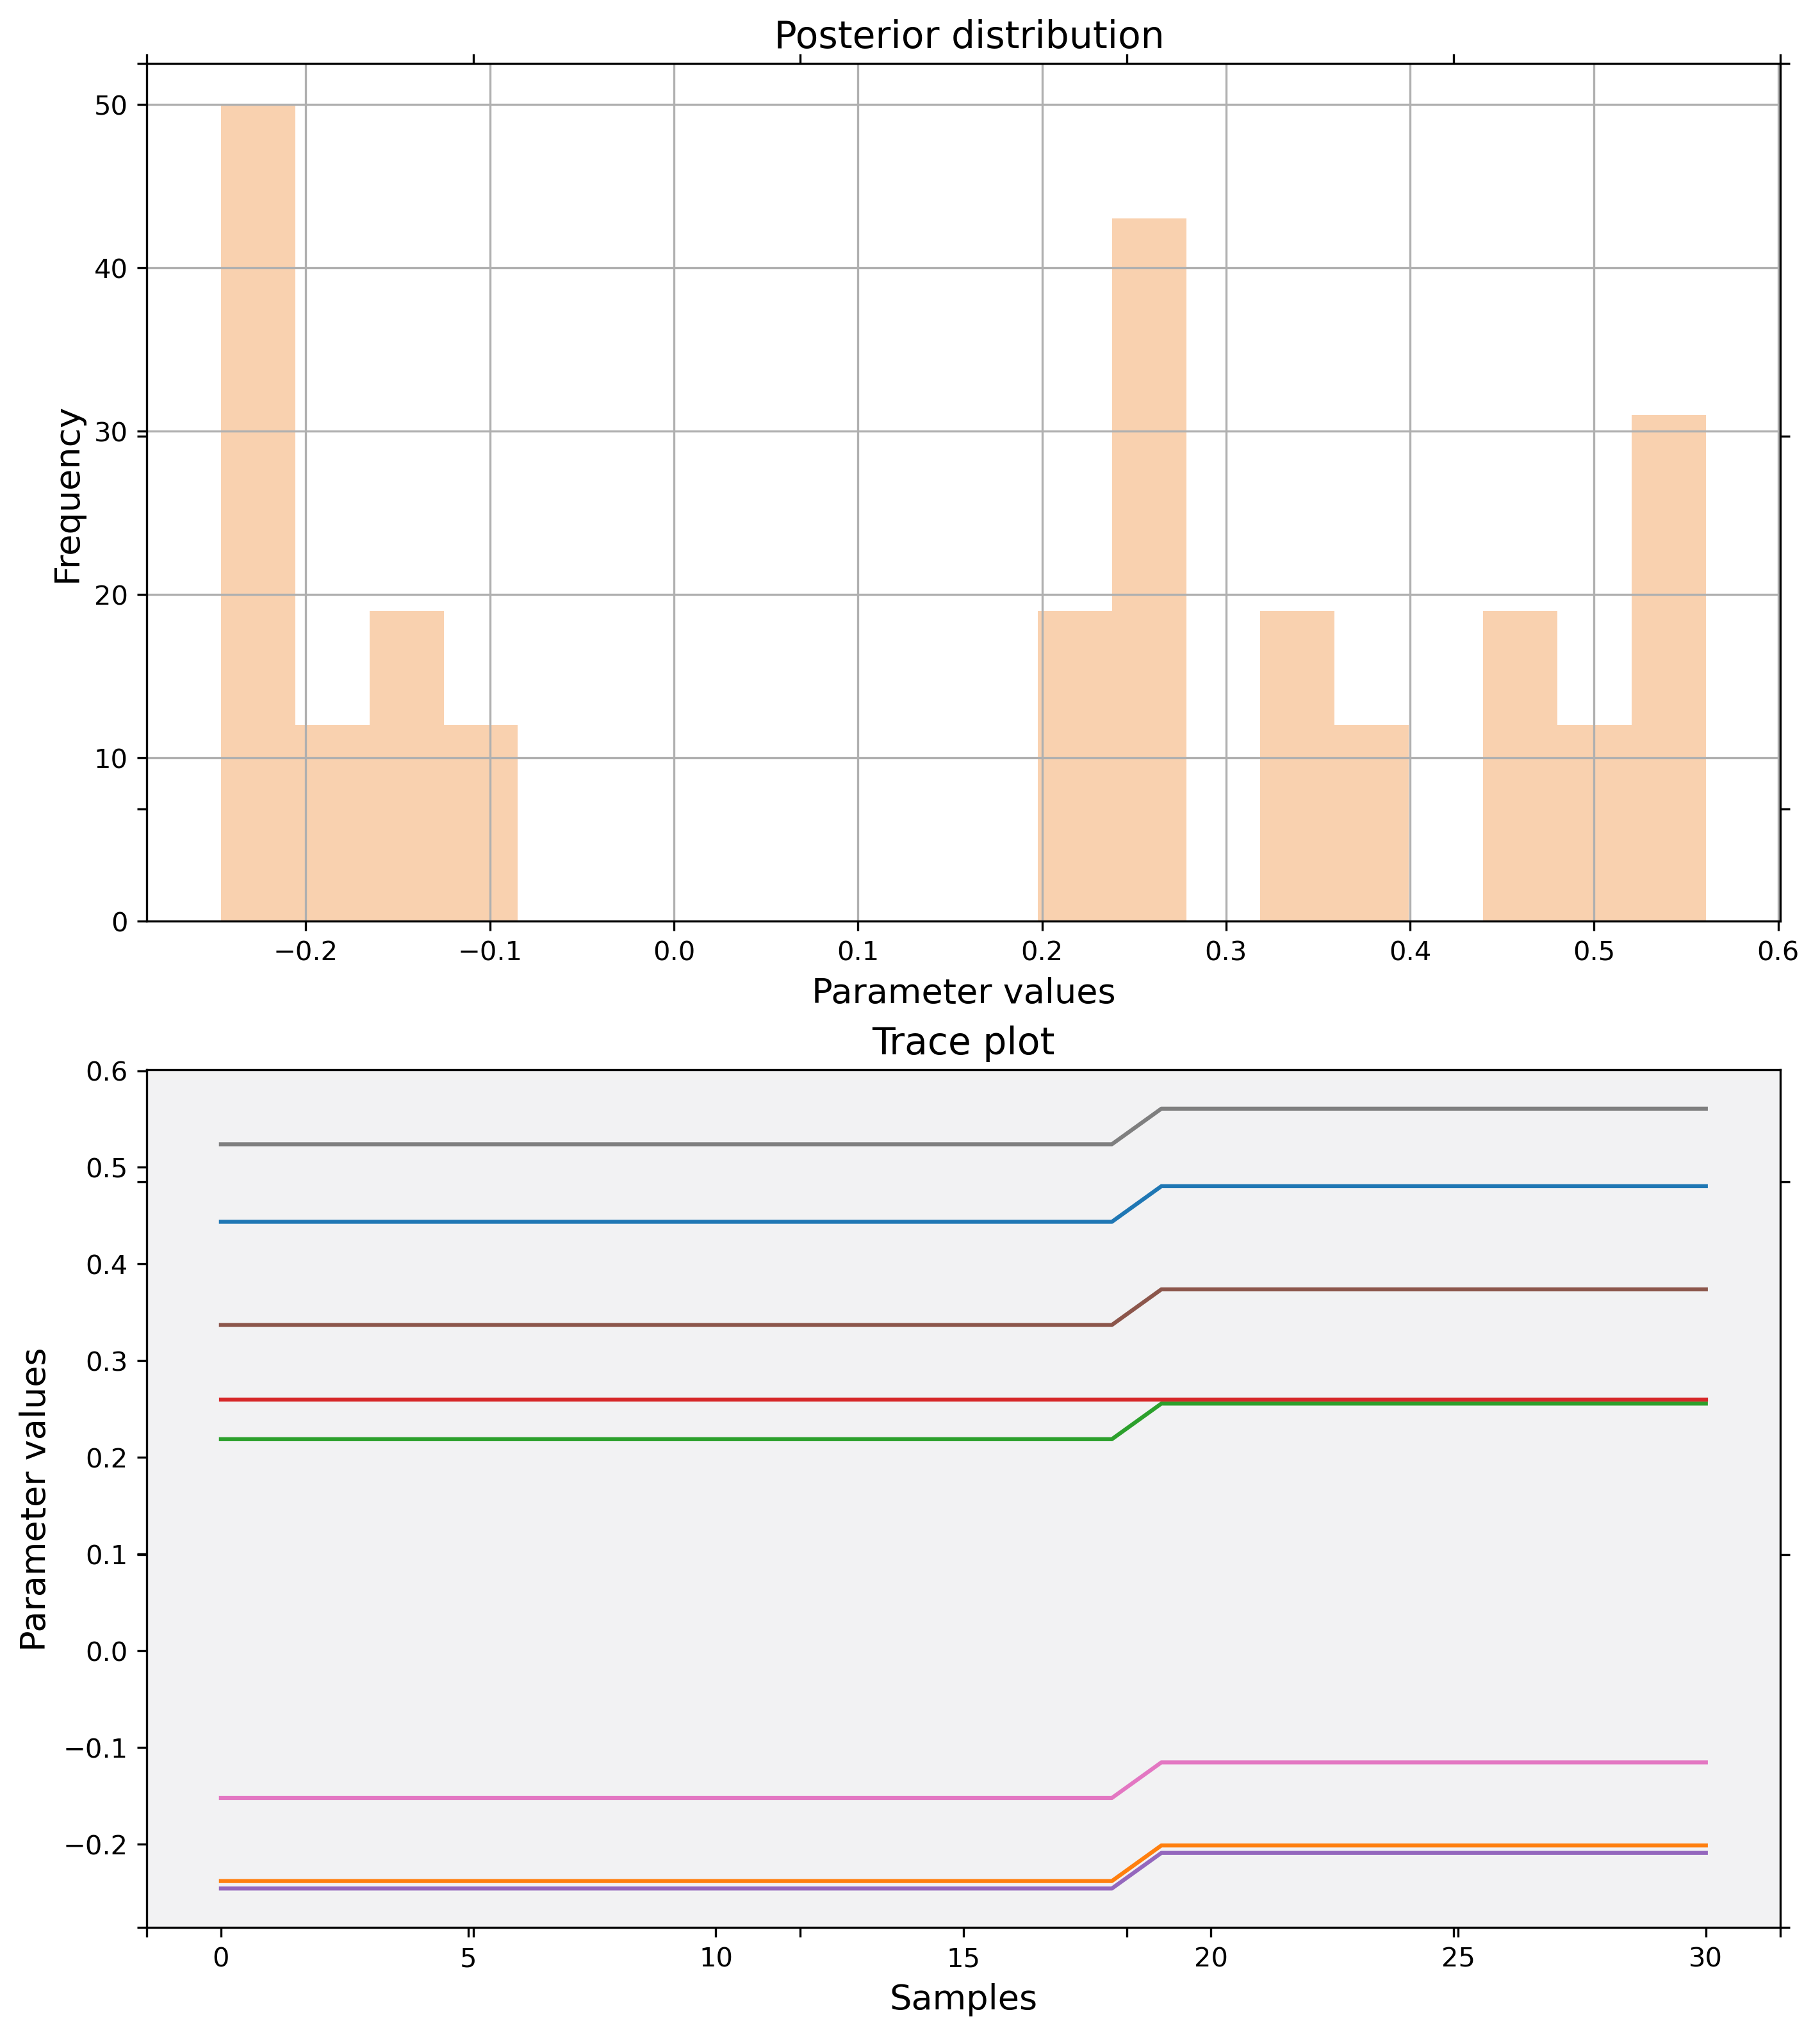 Posterior distribution
50
40
30
20
10
0
Frequency
−0.2 −0.1 0.0 0.1 0.2 0.3 0.4 0.5 0.6
Parameter values
Trace plot
0.6
0.5
0.4
0.3
0.2
0.1
0.0
−0.1
−0.2
Parameter values
0 5 10 15 20 25 30
Samples